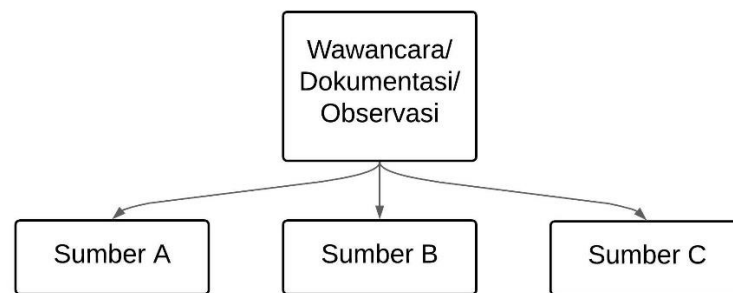 Wawancara/
Dokumentasi/
Observasi
Sumber A
Sumber B
Sumber C